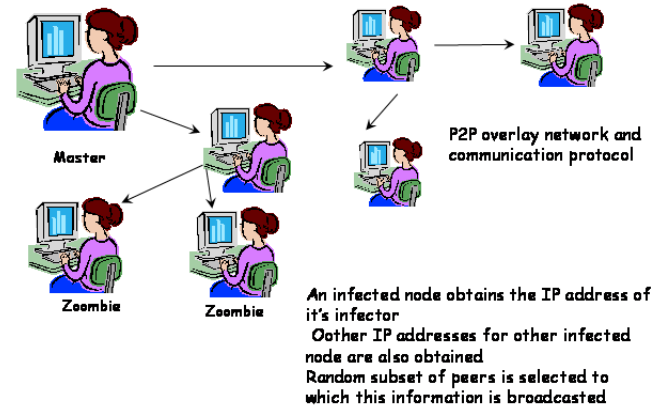 Master
P2P overlay network and
communication protocol
Zoombie
Zoombie
An infected node obtains the IP address of
it's infector
Oother IP addresses for other infected
node are also obtained
Random subset of peers is selected to
which this information is broadcasted